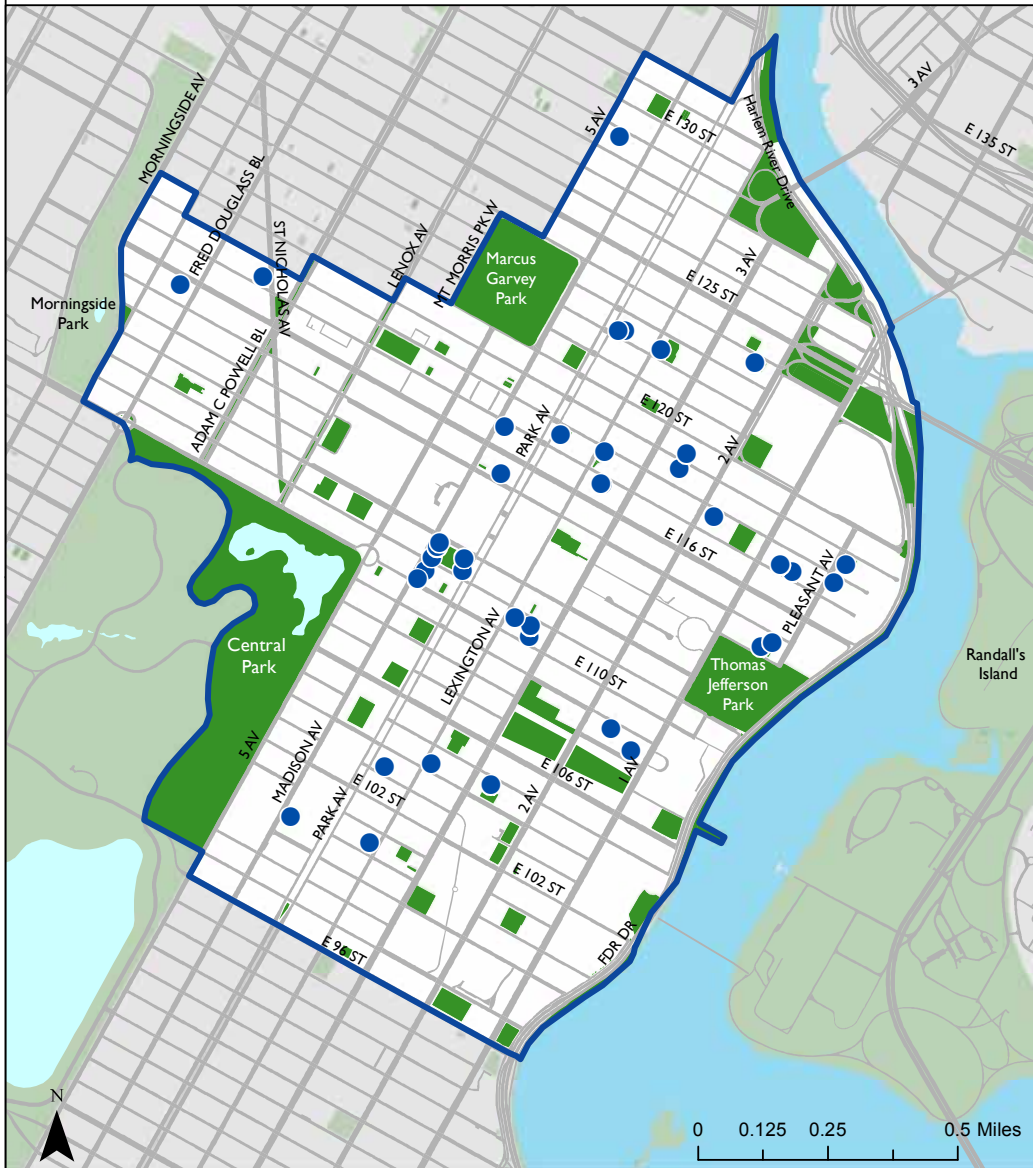 3 AV
MORNINGSIDE AV
5 AV
E 130 ST
E 135 ST
Harlem River Drive
FRED DOUGLASS BL
ST NICHOLAS AV
LENOX AV
MT MORRIS PK W
Marcus
Garvey
Park
3 AV
E 125 ST
Morningside
Park
ADAM C POWELL BL
PARK AV
E 120 ST
2 AV
E 116 ST
PLEASANT AV
Central
Park
LEXINGTON AV
E 110 ST
Thomas
Jefferson
Park
Randall's
Island
5 AV
MADISON AV
PARK AV
E 102 ST
E 106 ST
1 AV
2 AV
E 102 ST
E 96 ST
FDR DR
N
0 0.125 0.25 0.5 Miles